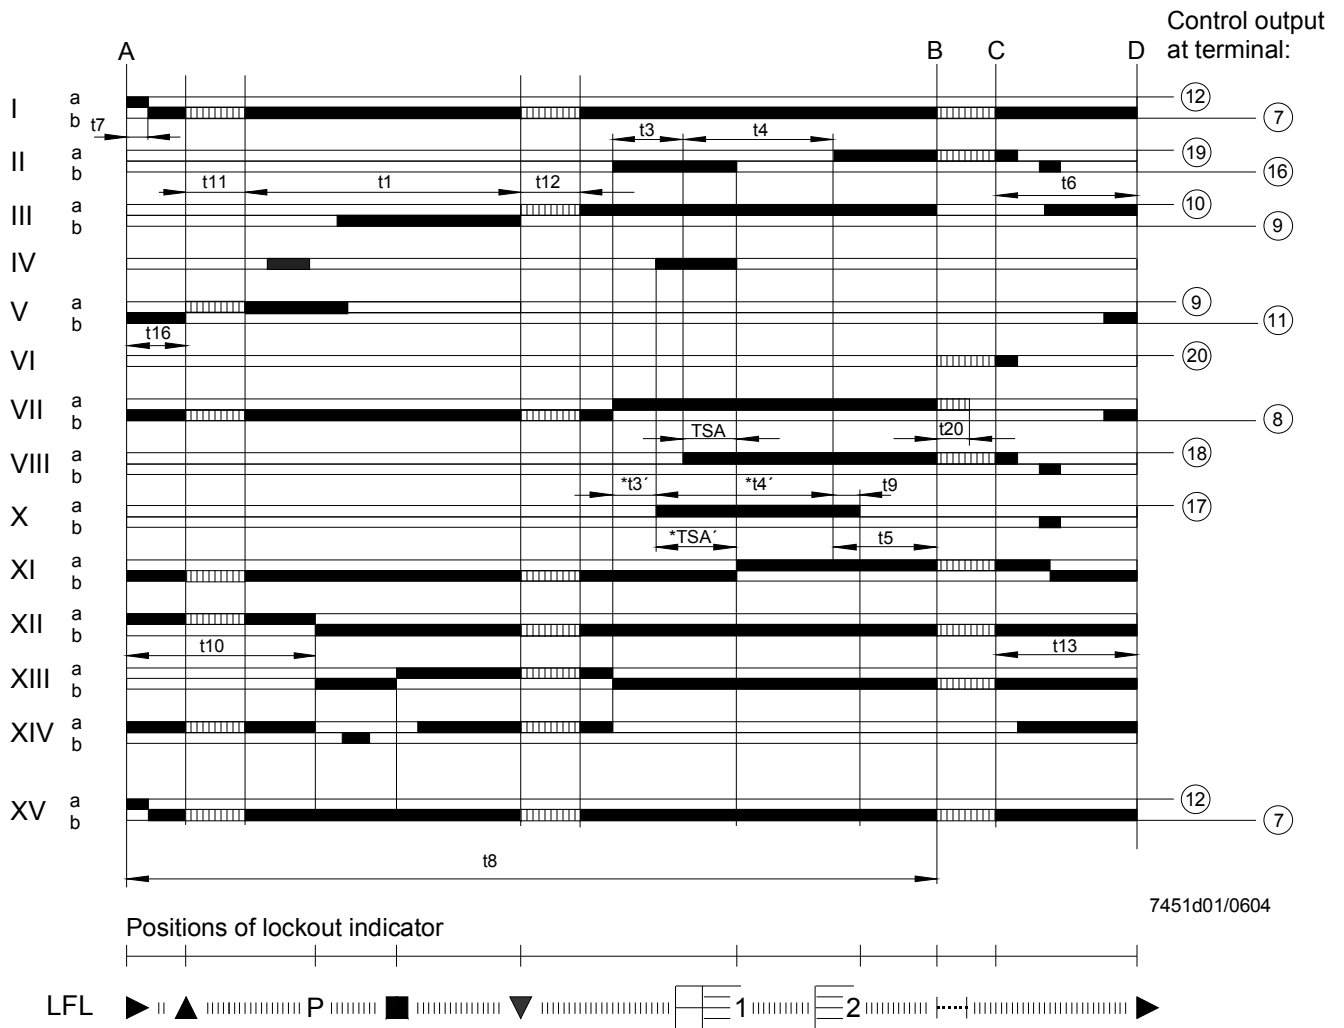 Control output
at terminal:
A B C D
I a 12
b 7
t7 t3 t4
II a 19
b 16
t11 t1 t12 t6
III a 10
b 9
IV
V a 9
b 11
t16
VI 20
VII a
b 8
TSA t20
VIII a 18
b
*t3´ *t4´ t9
X a 17
b
*TSA´ t5
XI a
b
XII a
b
t10 t13
XIII a
b
XIV a
b
XV a 12
b 7
t8
7451d01/0604
Positions of lockout indicator
LFL P 1 2